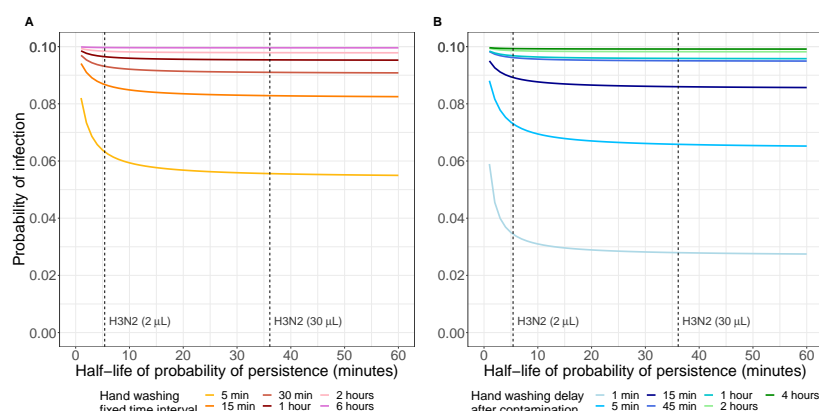 A
0.10
0.08
0.06
0.04
0.02
0.00
Probability of infection
H3N2 (2 μL)
H3N2 (30 μL)
0 10 20 30 40 50 60
Half−life of probability of persistence (minutes)
Hand washing
fixed time interval
5 min 30 min 2 hours
15 min 1 hour 6 hours
B
0.10
0.08
0.06
0.04
0.02
0.00
H3N2 (2 μL)
H3N2 (30 μL)
0 10 20 30 40 50 60
Half−life of probability of persistence (minutes)
Hand washing delay
after contamination
1 min 15 min 1 hour 4 hours
5 min 45 min 2 hours